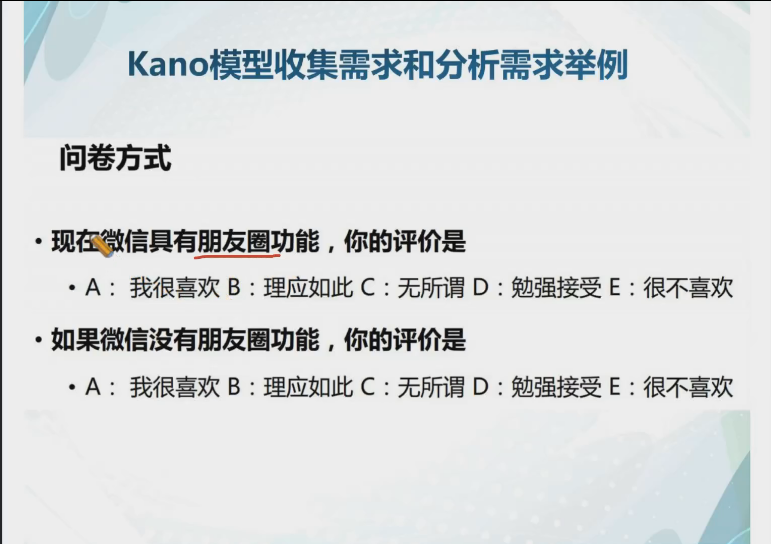 Kano模型收集需求和分析需求举例
问卷方式
• 现在微信具有朋友圈功能，你的评价是
• A： 我很喜欢 B：理应如此 C：无所谓 D：勉强接受 E：很不喜欢
• 如果微信没有朋友圈功能，你的评价是
• A： 我很喜欢 B：理应如此 C：无所谓 D：勉强接受 E：很不喜欢